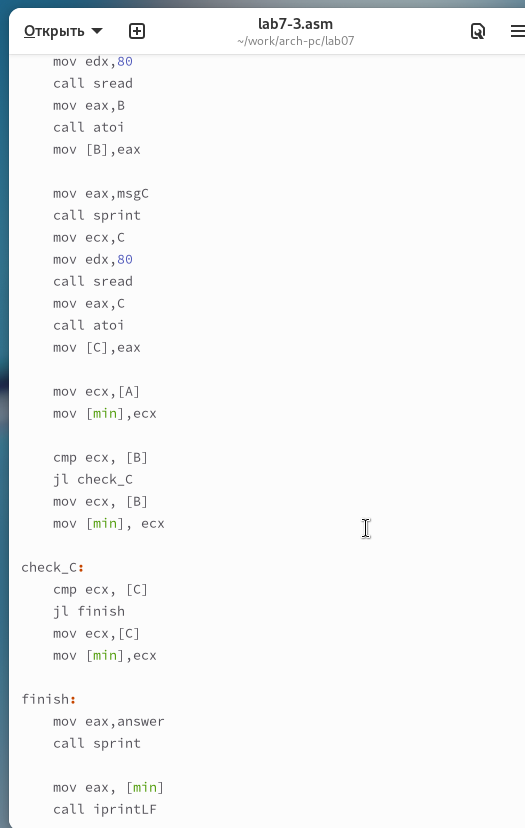 Открыть
lab7-3.asm
~/work/arch-pc/lab07
mov edx,80
call sread
mov eax,B
call atoi
mov [B],eax
mov eax,msgC
call sprint
mov ecx,C
mov edx,80
call sread
mov eax,C
call atoi
mov [C],eax
mov ecx,[A]
mov [min],ecx
cmp ecx, [B]
jl check_C
mov ecx, [B]
mov [min], ecx
check_C:
cmp ecx, [C]
jl finish
mov ecx,[C]
mov [min],ecx
finish:
mov eax,answer
call sprint
mov eax, [min]
call iprintLF